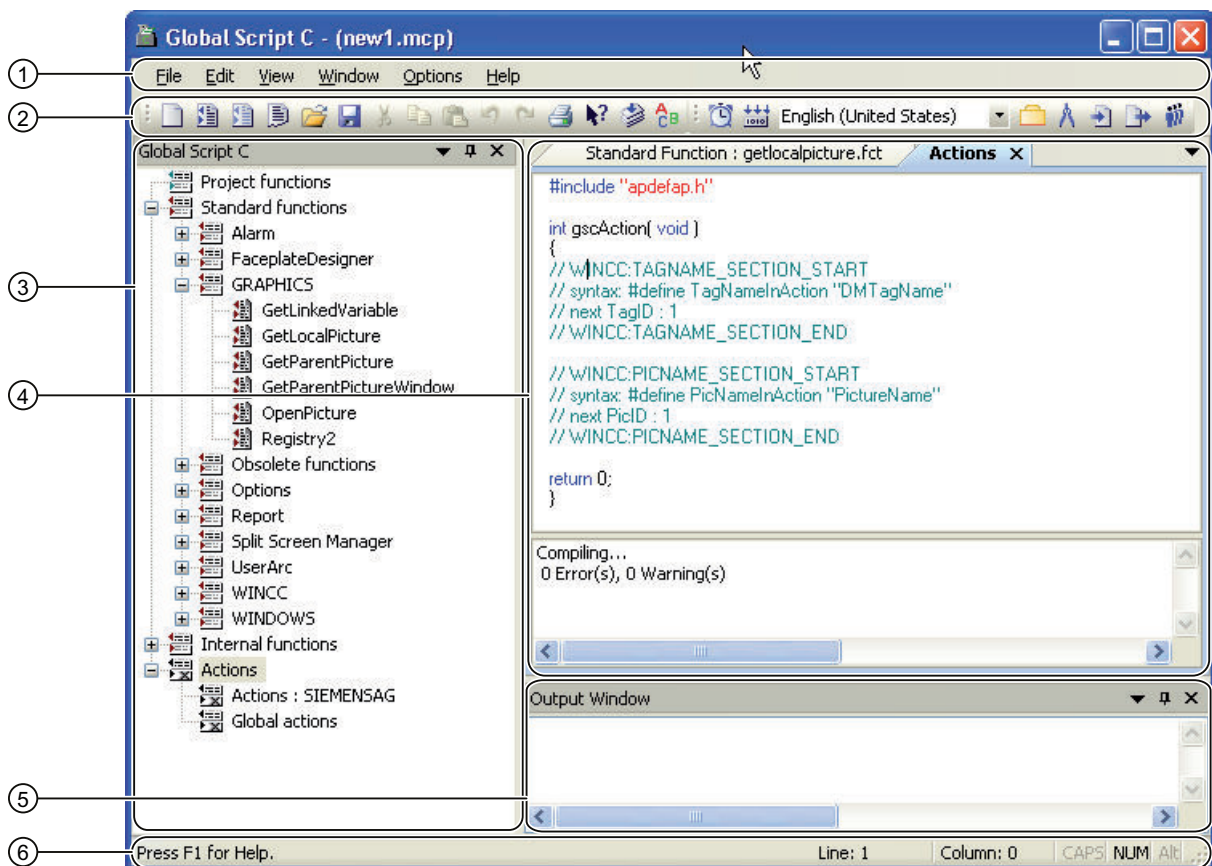 Global Script C - (new1.mcp)
① File Edit View Window Options Help
② English (United States)
Global Script C
Project functions
Standard functions
Alarm
FaceplateDesigner
③ GRAPHICS
GetLinkedVariable
GetLocalPicture
GetParentPicture
GetParentPictureWindow
OpenPicture
Registry2
Obsolete functions
Options
Report
Split Screen Manager
UserArc
WINCC
WINDOWS
Internal functions
Actions
Actions : SIEMENSAG
Global actions
④
Standard Function : getlocalpicture.fct Actions X
#include "apdefap.h"
int gscAction( void )
{
// WINCC:TAGNAME_SECTION_START
// syntax: #define TagNameInAction "DMTagName"
// next TagID : 1
// WINCC:TAGNAME_SECTION_END
// WINCC:PICNAME_SECTION_START
// syntax: #define PicNameInAction "PictureName"
// next PicID : 1
// WINCC:PICNAME_SECTION_END
return 0;
}
Compiling...
0 Error(s), 0 Warning(s)
Output Window
⑤
⑥ Press F1 for Help. Line: 1 Column: 0 CAPS NUM Alt